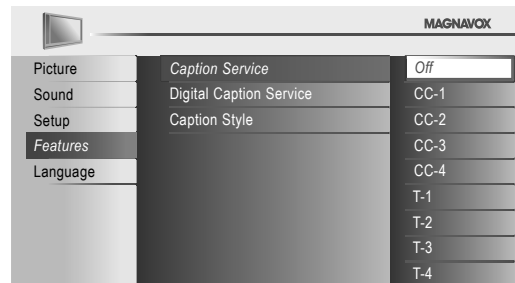 MAGNAVOX
Picture
Sound
Setup
Features
Language
Caption Service
Digital Caption Service
Caption Style
Off
CC-1
CC-2
CC-3
CC-4
T-1
T-2
T-3
T-4